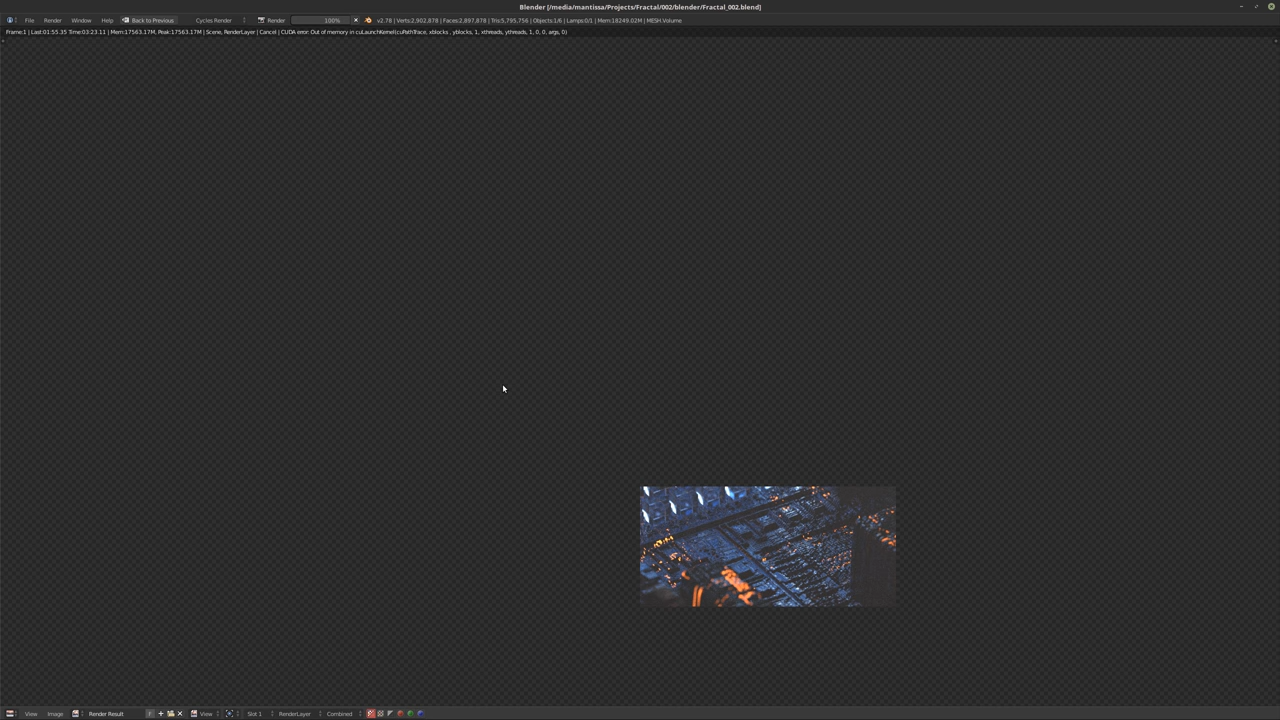 Blender [/media/mantissa/Projects/Fractal/002/blender/Fractal_002.blend]
File Render Window Help Back to Previous Cycles Render Render 100% v2.78 | Verts:2,902,878 | Faces:2,897,878 | Tris:5,795,756 | Objects:1/6 | Lamps:0/1 | Mem:18249.02M | MESH Volume
Frame:1 | Last:01:55.35 Time:03:23.11 | Mem:17563.17M, Peak:17563.17M | Scene, RenderLayer | Cancel | CUDA error: Out of memory in cuLaunchKernel(cuPathTrace, xblocks , yblocks, 1, xthreads, ythreads, 1, 0, 0, args, 0)
View Image Render Result F View Slot 1 RenderLayer Combined